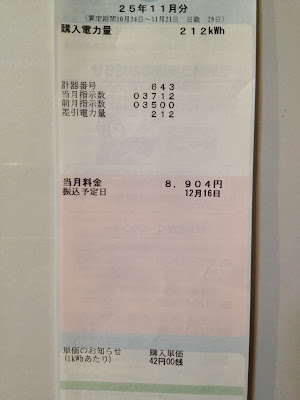 25年11月分
(算定期間10月24日~11月21日 日数 29日)
購入電力量 212kWh
計器番号 643
当月指示数 03712
前月指示数 03500
差引電力量 212
当月料金 8,904円
振込予定日 12月16日
単価のお知らせ 購入単価
(1kWhあたり) 42円00銭